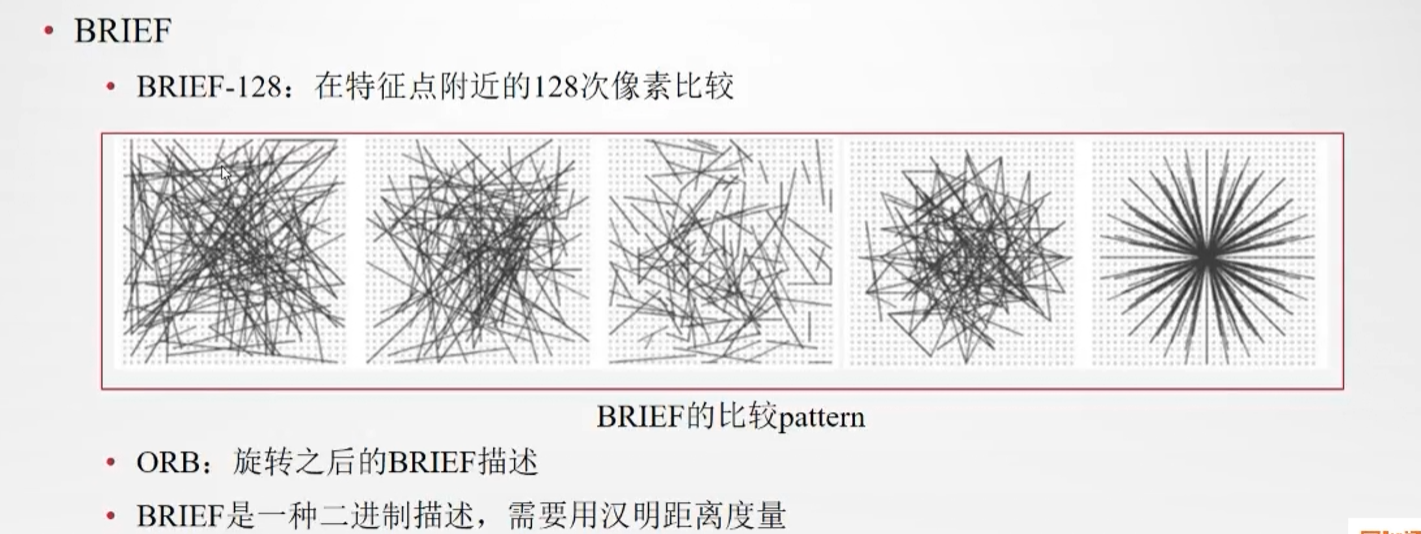 BRIEF
BRIEF-128：在特征点附近的128次像素比较
BRIEF的比较pattern
ORB：旋转之后的BRIEF描述
BRIEF是一种二进制描述，需要用汉明距离度量